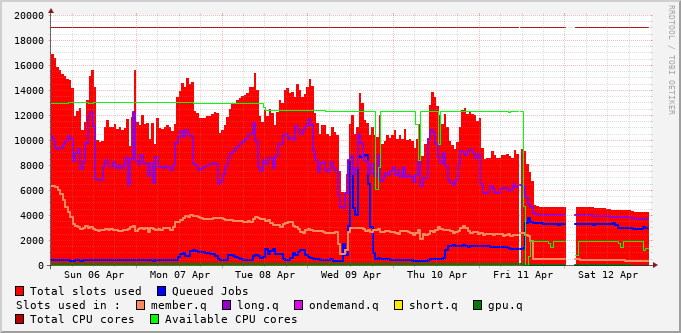 20000
18000
16000
14000
12000
10000
8000
6000
4000
2000
0
Sun 06 Apr Mon 07 Apr Tue 08 Apr Wed 09 Apr Thu 10 Apr Fri 11 Apr Sat 12 Apr
Total slots used Queued Jobs
Slots used in : member.q long.q ondemand.q short.q gpu.q
Total CPU cores Available CPU cores
RRDTOOL / TOBI OETIKER